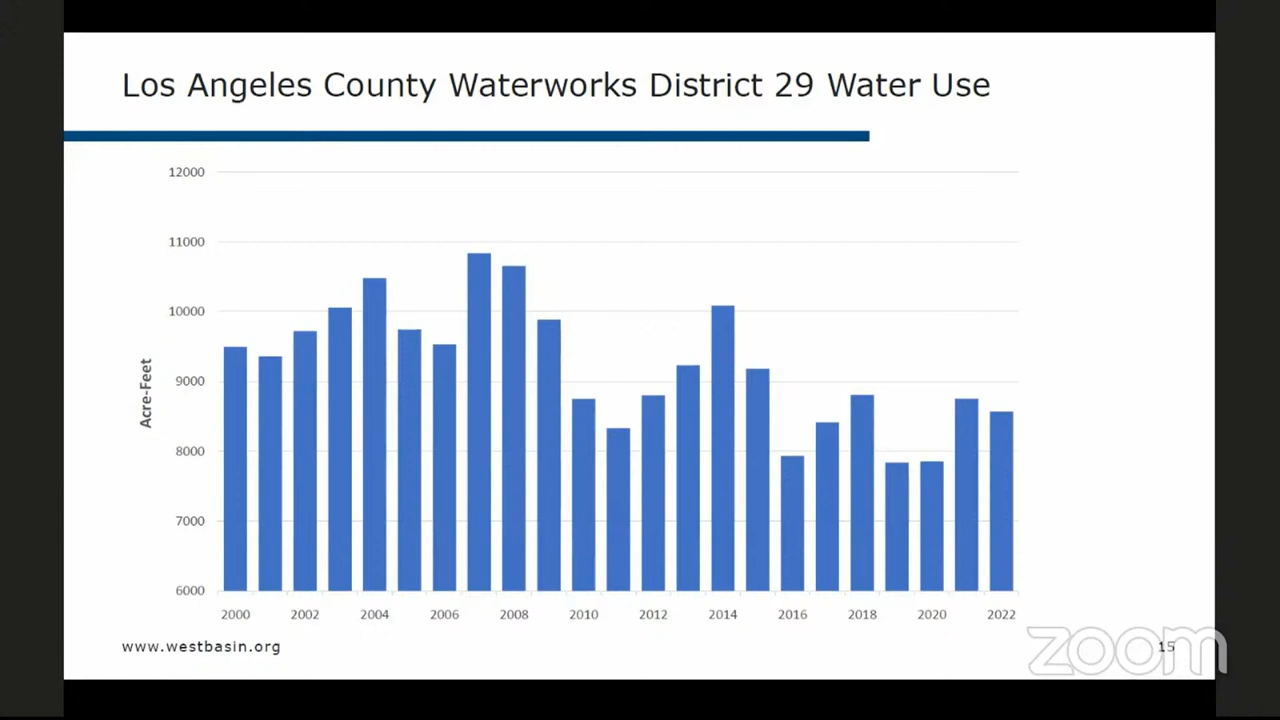 Los Angeles County Waterworks District 29 Water Use
12000
11000
10000
9000
8000
7000
6000
Acre-Feet
2000 2002 2004 2006 2008 2010 2012 2014 2016 2018 2020 2022
www.westbasin.org
15
zoom